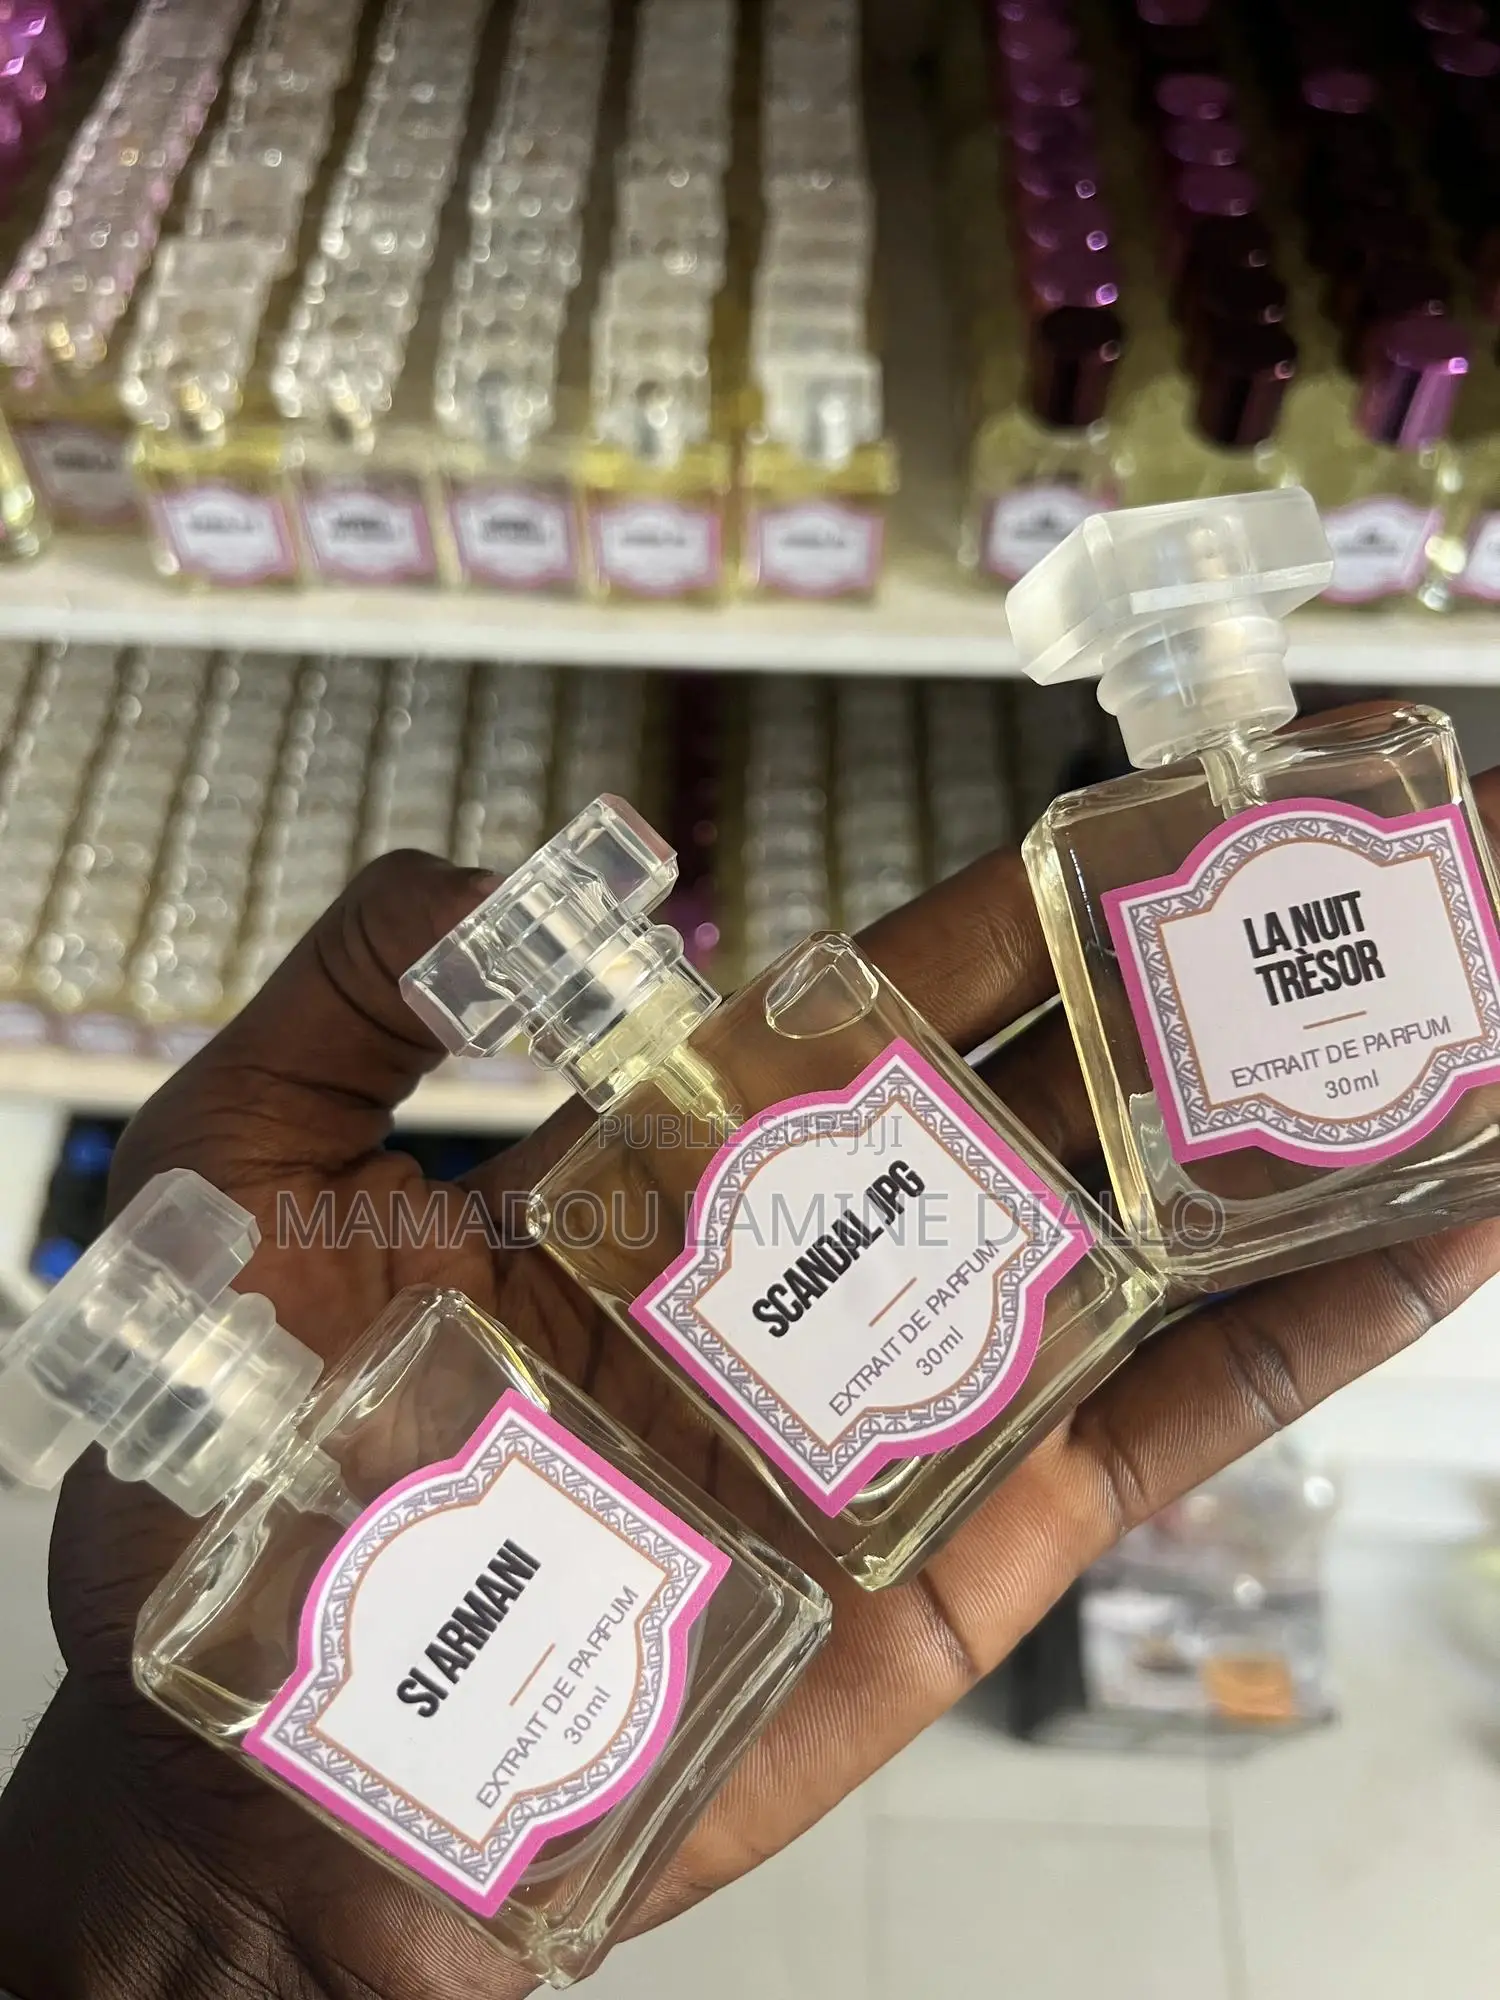 LA NUIT
TRÈSOR
EXTRAIT DE PARFUM
30ml
PUBLIÉ SUR JIJI
MAMADOU LAMINE DIALLO
SCANDAL JPG
EXTRAIT DE PARFUM
30ml
SI ARMANI
EXTRAIT DE PARFUM
30ml